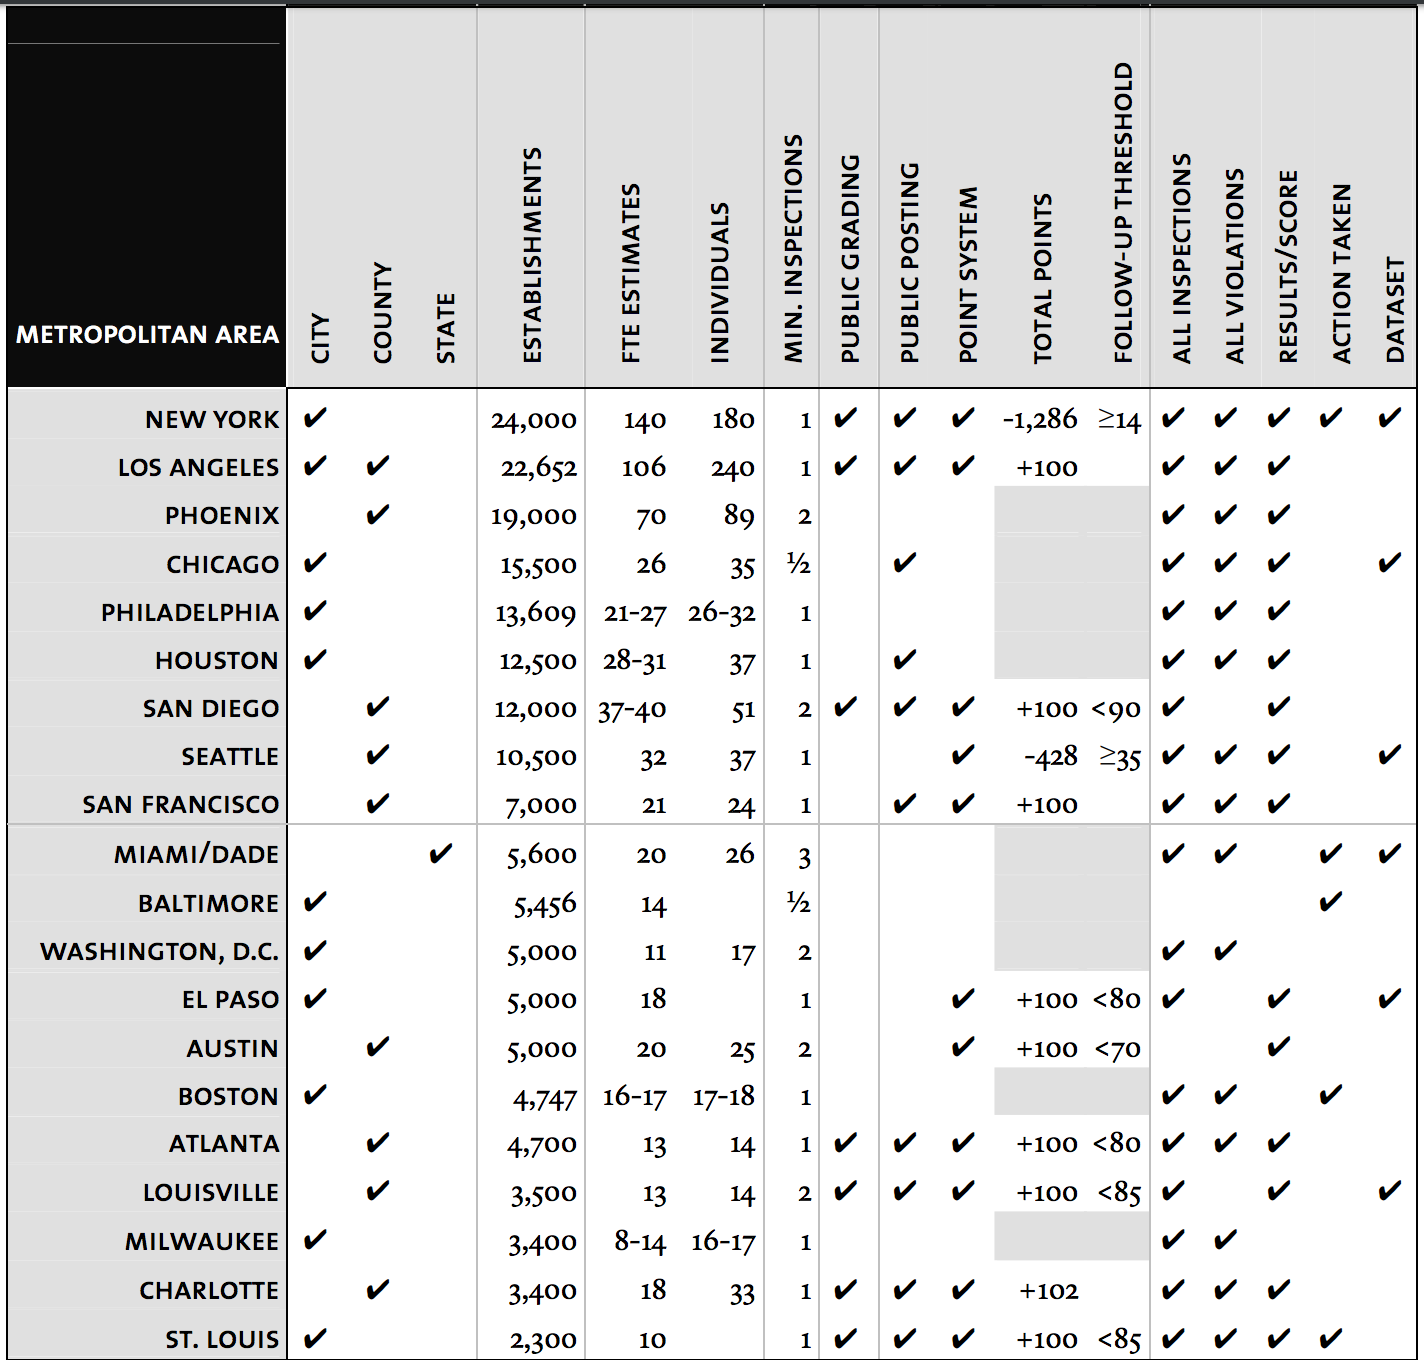 METROPOLITAN AREA CITY COUNTY STATE ESTABLISHMENTS FTE ESTIMATES INDIVIDUALS MIN. INSPECTIONS PUBLIC GRADING PUBLIC POSTING POINT SYSTEM TOTAL POINTS FOLLOW-UP THRESHOLD ALL INSPECTIONS ALL VIOLATIONS RESULTS/SCORE ACTION TAKEN DATASET
NEW YORK ✔ 24,000 140 180 1 ✔ ✔ ✔ -1,286 ≥14 ✔ ✔ ✔ ✔ ✔
LOS ANGELES ✔ ✔ 22,652 106 240 1 ✔ ✔ ✔ +100 ✔ ✔ ✔
PHOENIX ✔ 19,000 70 89 2 ✔ ✔ ✔
CHICAGO ✔ 15,500 26 35 ½ ✔ ✔ ✔ ✔ ✔
PHILADELPHIA ✔ 13,609 21-27 26-32 1 ✔ ✔ ✔
HOUSTON ✔ 12,500 28-31 37 1 ✔ ✔ ✔ ✔
SAN DIEGO ✔ 12,000 37-40 51 2 ✔ ✔ ✔ +100 <90 ✔ ✔
SEATTLE ✔ 10,500 32 37 1 ✔ -428 ≥35 ✔ ✔ ✔ ✔
SAN FRANCISCO ✔ 7,000 21 24 1 ✔ ✔ +100 ✔ ✔ ✔
MIAMI/DADE ✔ 5,600 20 26 3 ✔ ✔ ✔ ✔
BALTIMORE ✔ 5,456 14 ½ ✔
WASHINGTON, D.C. ✔ 5,000 11 17 2 ✔ ✔
EL PASO ✔ 5,000 18 1 ✔ +100 <80 ✔ ✔ ✔
AUSTIN ✔ 5,000 20 25 2 ✔ +100 <70 ✔
BOSTON ✔ 4,747 16-17 17-18 1 ✔ ✔ ✔
ATLANTA ✔ 4,700 13 14 1 ✔ ✔ ✔ +100 <80 ✔ ✔ ✔
LOUISVILLE ✔ 3,500 13 14 2 ✔ ✔ ✔ +100 <85 ✔ ✔ ✔
MILWAUKEE ✔ 3,400 8-14 16-17 1 ✔ ✔
CHARLOTTE ✔ 3,400 18 33 1 ✔ ✔ ✔ +102 ✔ ✔ ✔
ST. LOUIS ✔ 2,300 10 1 ✔ ✔ ✔ +100 <85 ✔ ✔ ✔ ✔